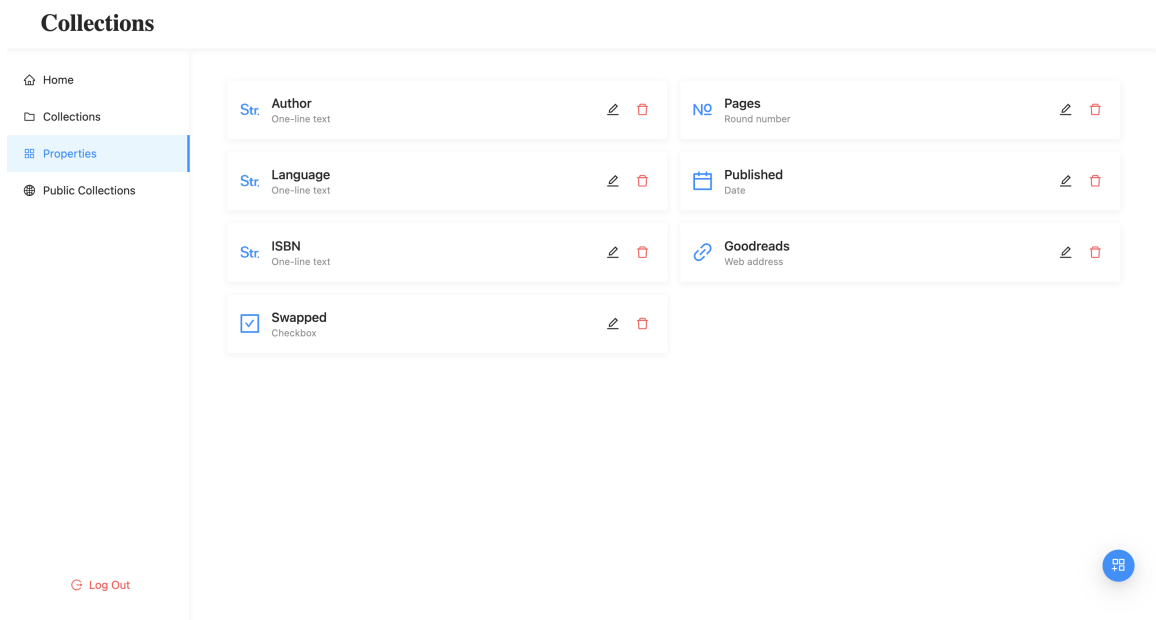 Collections
Home
Collections
Properties
Public Collections
Log Out
Str. Author
One-line text
Nº Pages
Round number
Str. Language
One-line text
Published
Date
Str. ISBN
One-line text
Goodreads
Web address
Swapped
Checkbox